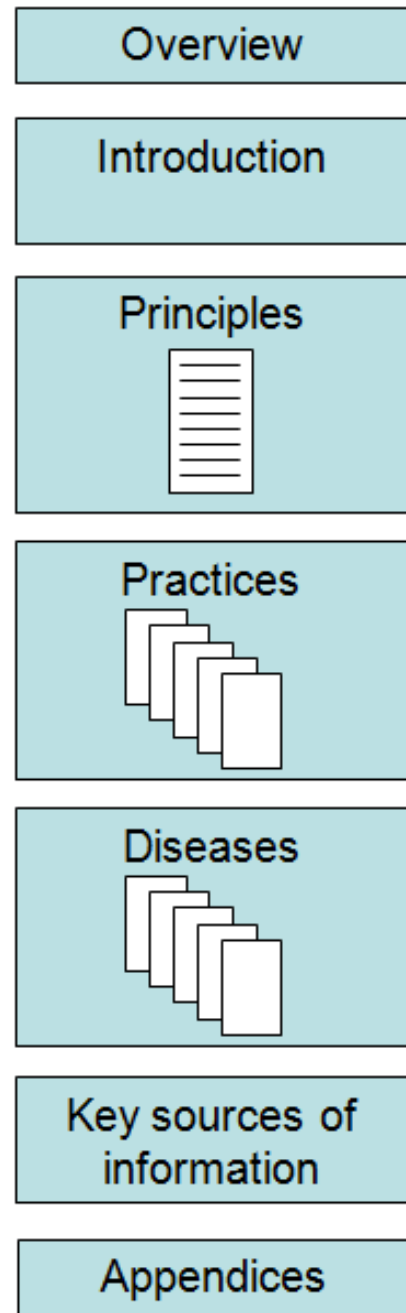 Overview
Introduction
Principles
Practices
Diseases
Key sources of
information
Appendices